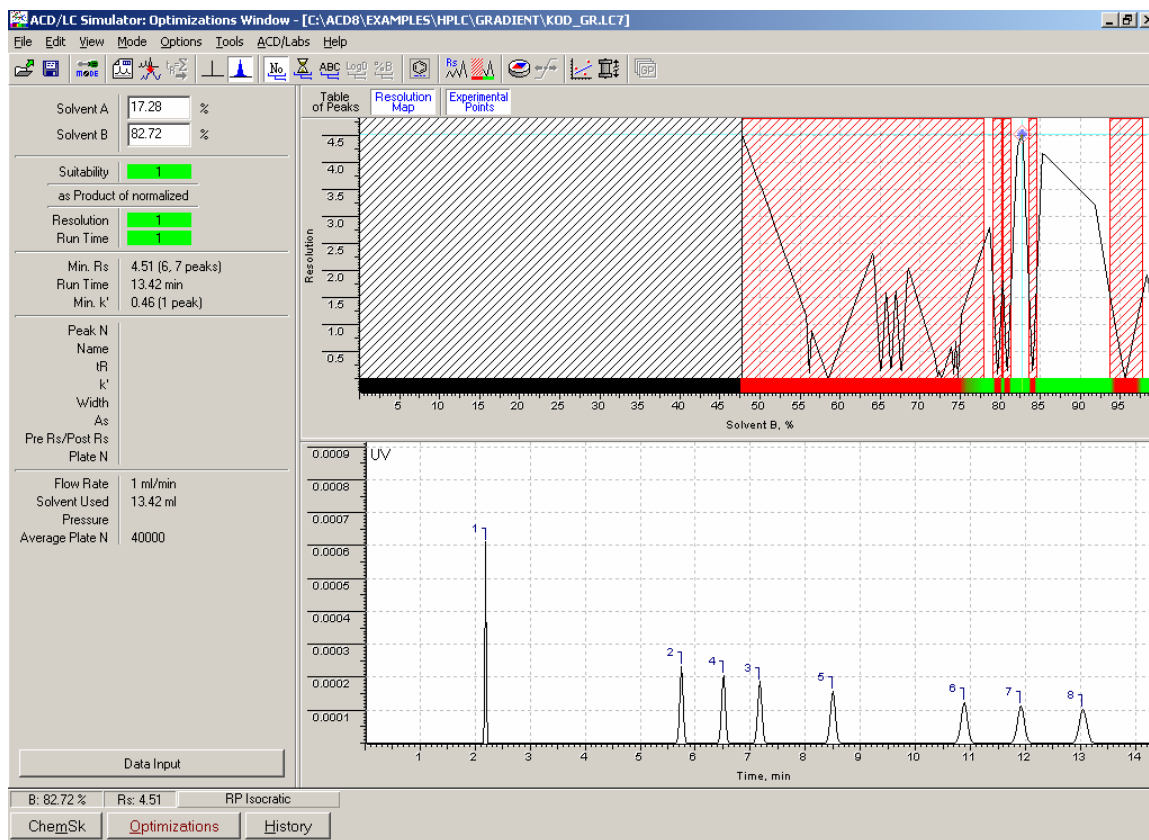 ACD/LC Simulator: Optimizations Window - [C:\ACD8\EXAMPLES\HPLC\GRADIENT\KOD_GR.LC7]
File Edit View Mode Options Tools ACD/Labs Help
MODE tR=Σ No ABC LogD %B Rs GP
Solvent A 17.28 %
Solvent B 82.72 %
Suitability 1
as Product of normalized
Resolution 1
Run Time 1
Min. Rs 4.51 (6, 7 peaks)
Run Time 13.42 min
Min. k' 0.46 (1 peak)
Peak N
Name
tR
k'
Width
As
Pre Rs/Post Rs
Plate N
Flow Rate 1 ml/min
Solvent Used 13.42 ml
Pressure
Average Plate N 40000
Data Input
Table of Peaks
Resolution Map
Experimental Points
Resolution
4.5
4.0
3.5
3.0
2.5
2.0
1.5
1.0
0.5
5 10 15 20 25 30 35 40 45 50 55 60 65 70 75 80 85 90 95
Solvent B, %
UV
0.0009
0.0008
0.0007
0.0006
0.0005
0.0004
0.0003
0.0002
0.0001
1 2 4 3 5 6 7 8
1 2 3 4 5 6 7 8 9 10 11 12 13 14
Time, min
B: 82.72 % Rs: 4.51 RP Isocratic
ChemSk Optimizations History